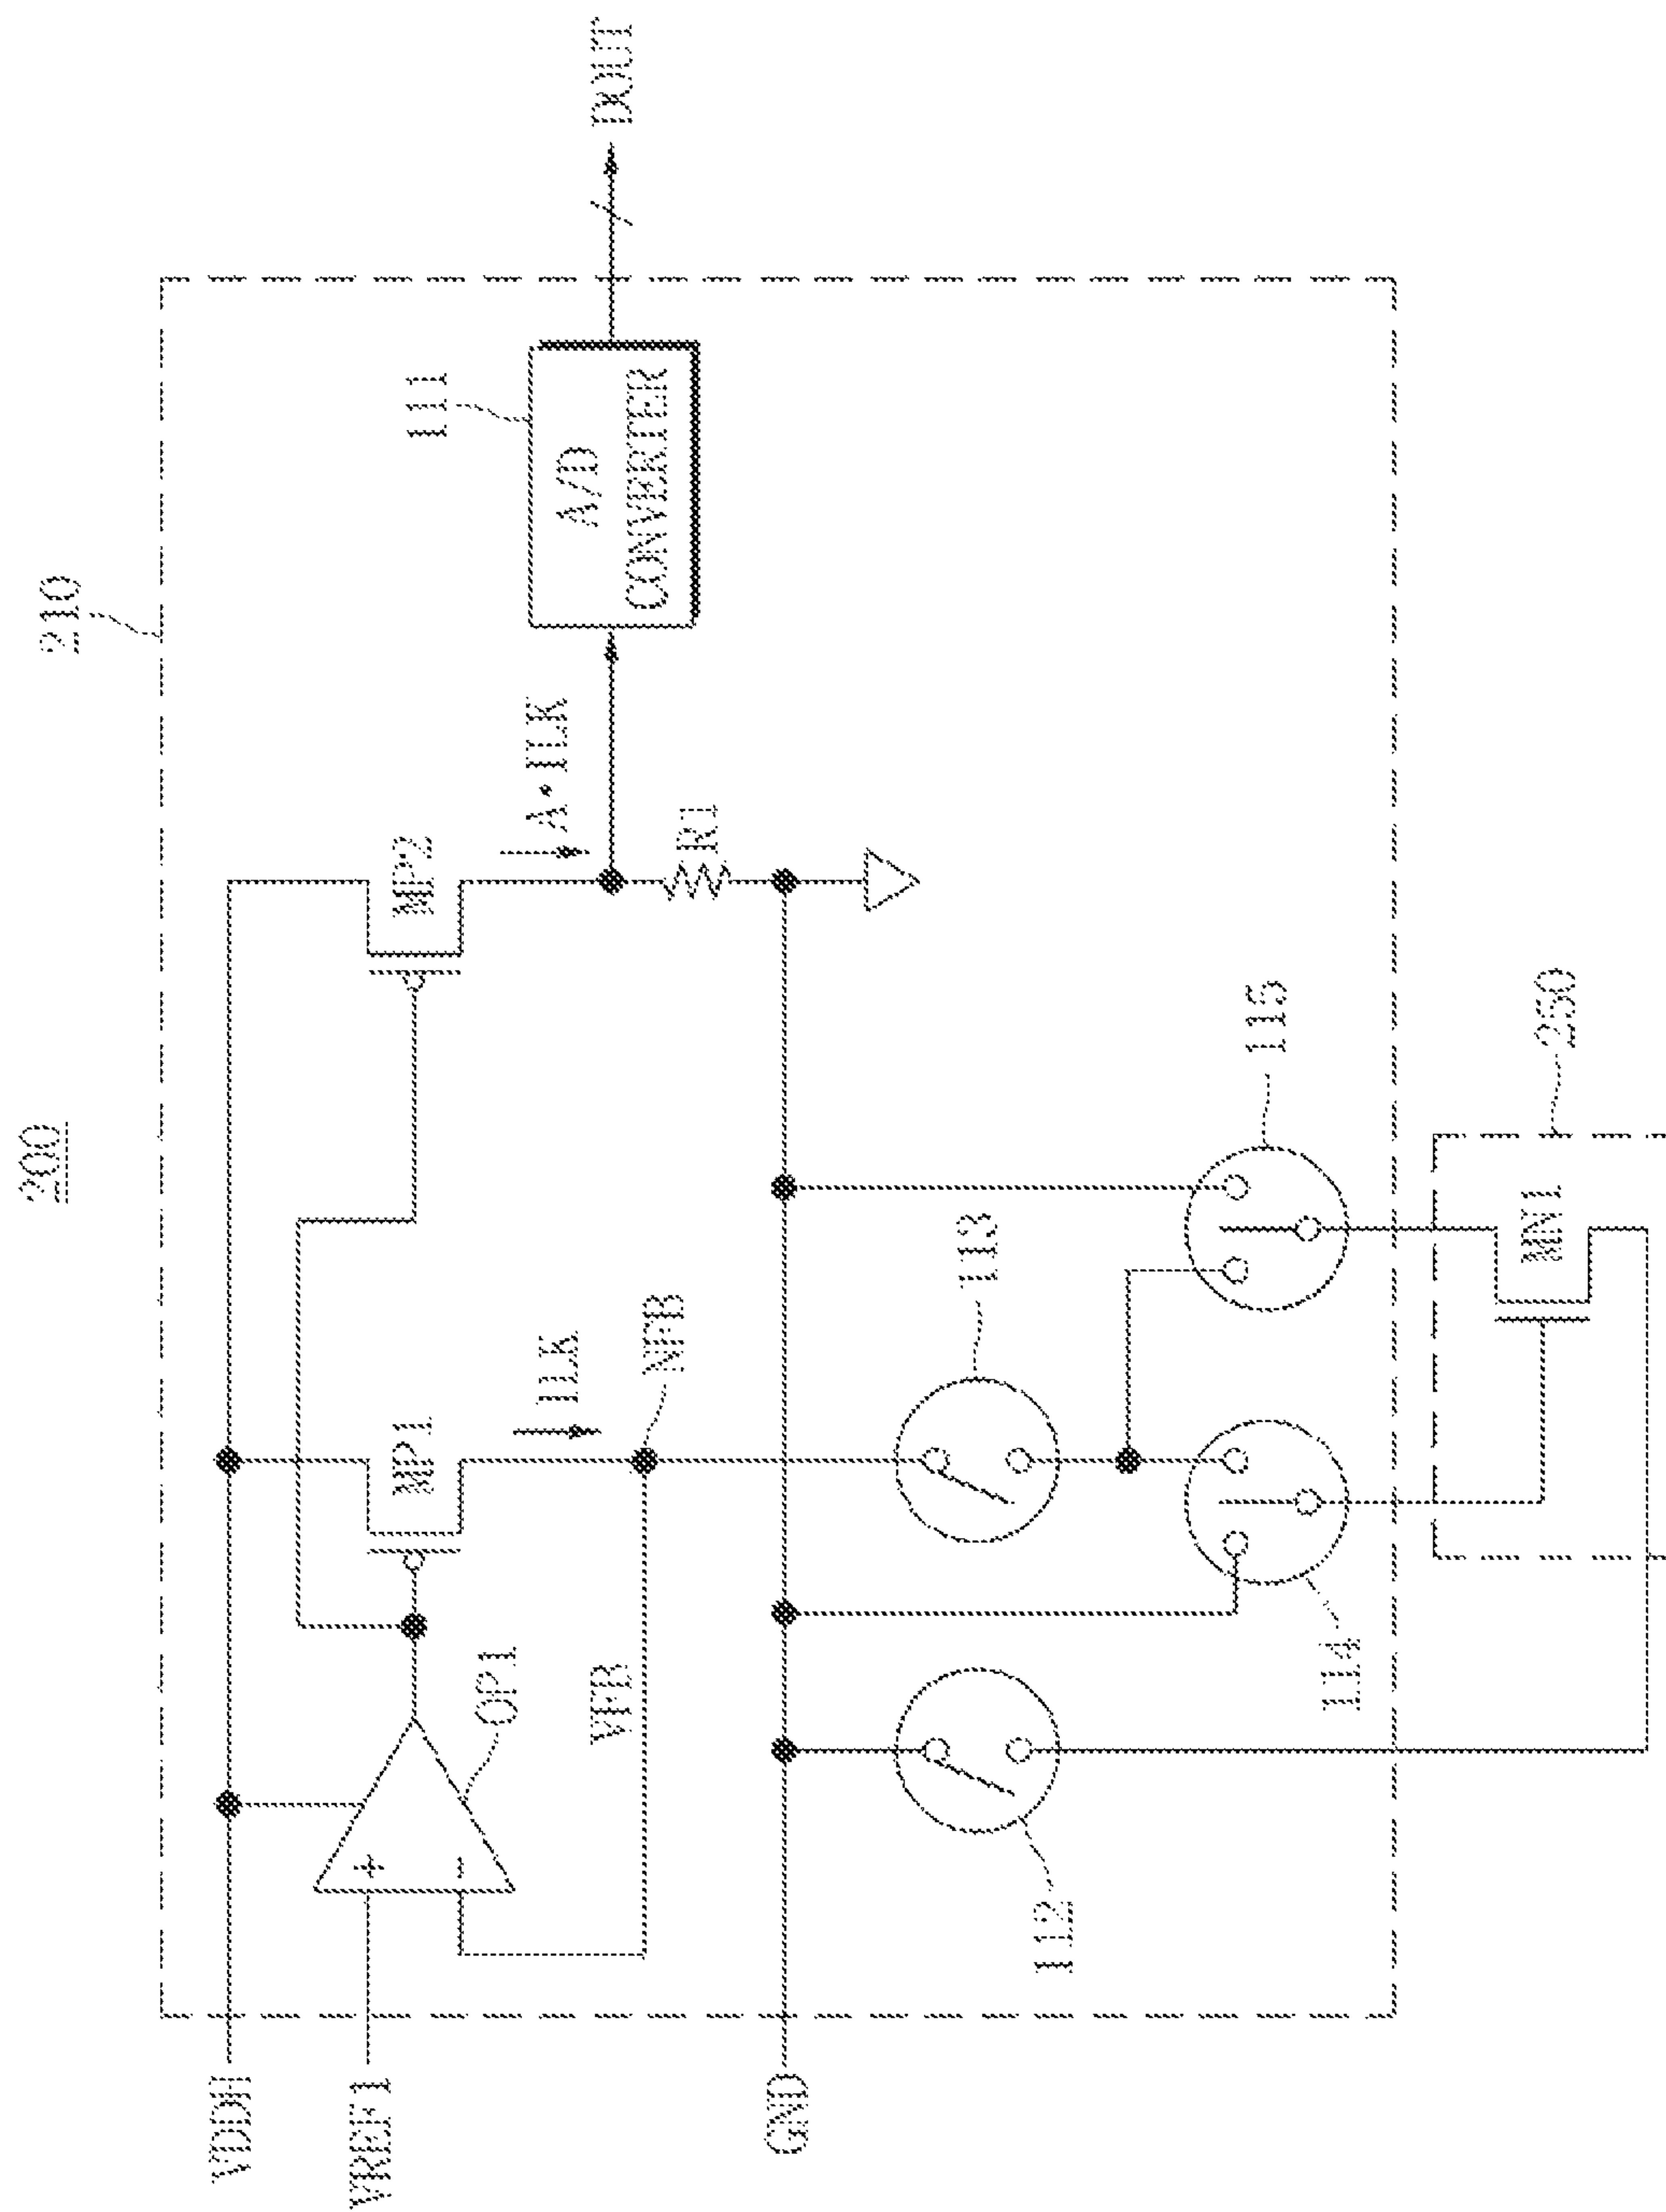 200
210
VDDH
VREF1
+
-
OP1
MP1
MP2
ILK
A·ILK
111
A/D
CONVERTER
DOUT
VFB
NFB
R1
GND
112
113
114
115
MN1
250